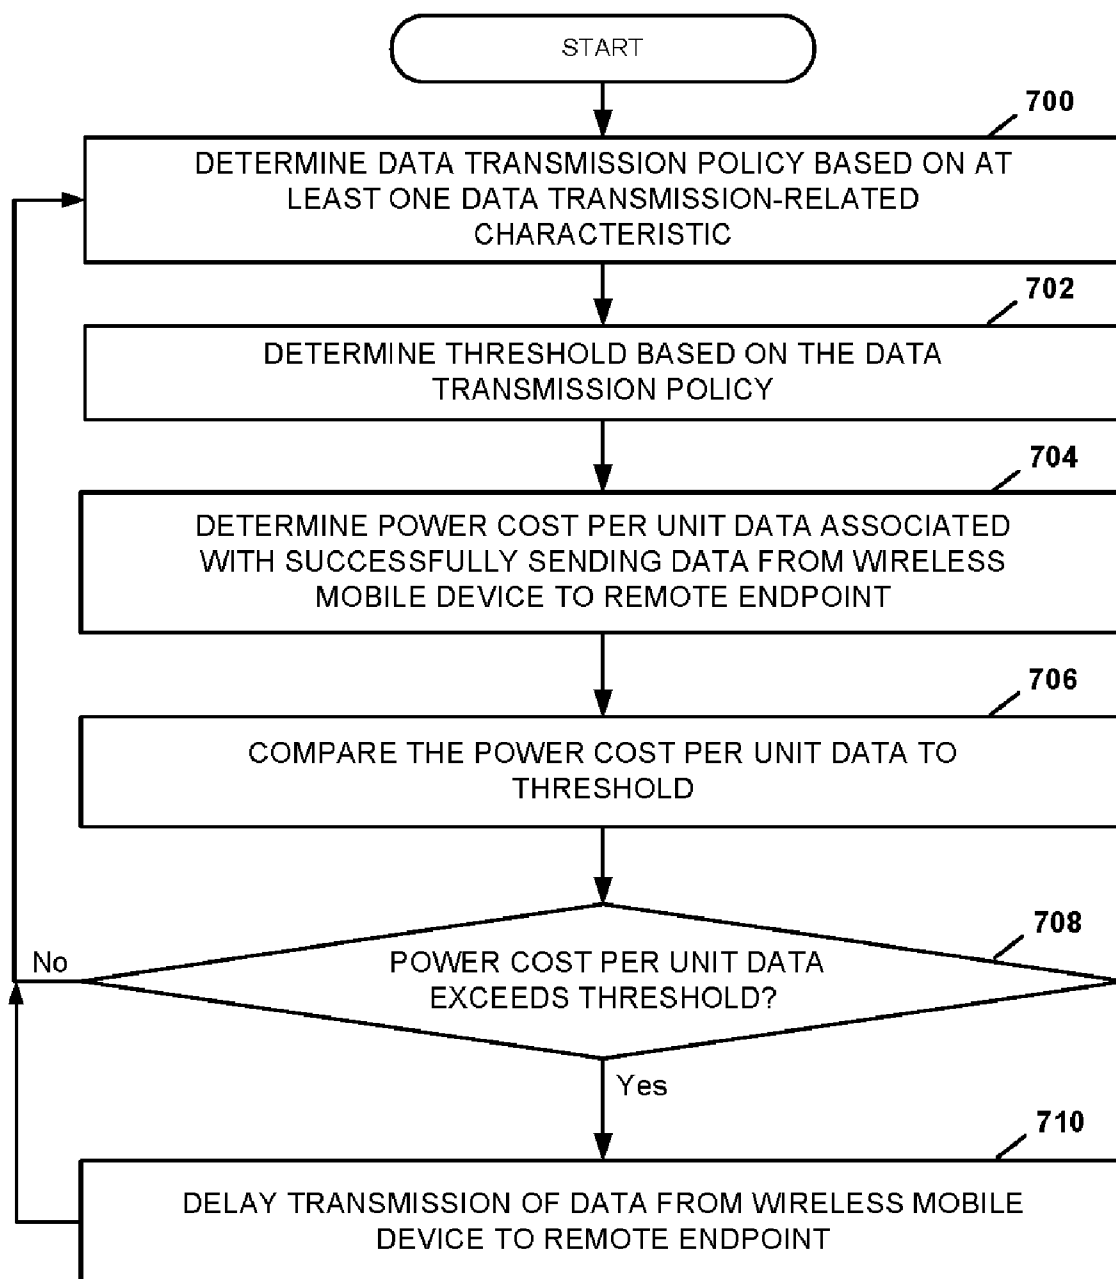 START
700
DETERMINE DATA TRANSMISSION POLICY BASED ON AT
LEAST ONE DATA TRANSMISSION-RELATED
CHARACTERISTIC
702
DETERMINE THRESHOLD BASED ON THE DATA
TRANSMISSION POLICY
704
DETERMINE POWER COST PER UNIT DATA ASSOCIATED
WITH SUCCESSFULLY SENDING DATA FROM WIRELESS
MOBILE DEVICE TO REMOTE ENDPOINT
706
COMPARE THE POWER COST PER UNIT DATA TO
THRESHOLD
708
No
POWER COST PER UNIT DATA
EXCEEDS THRESHOLD?
Yes
710
DELAY TRANSMISSION OF DATA FROM WIRELESS MOBILE
DEVICE TO REMOTE ENDPOINT